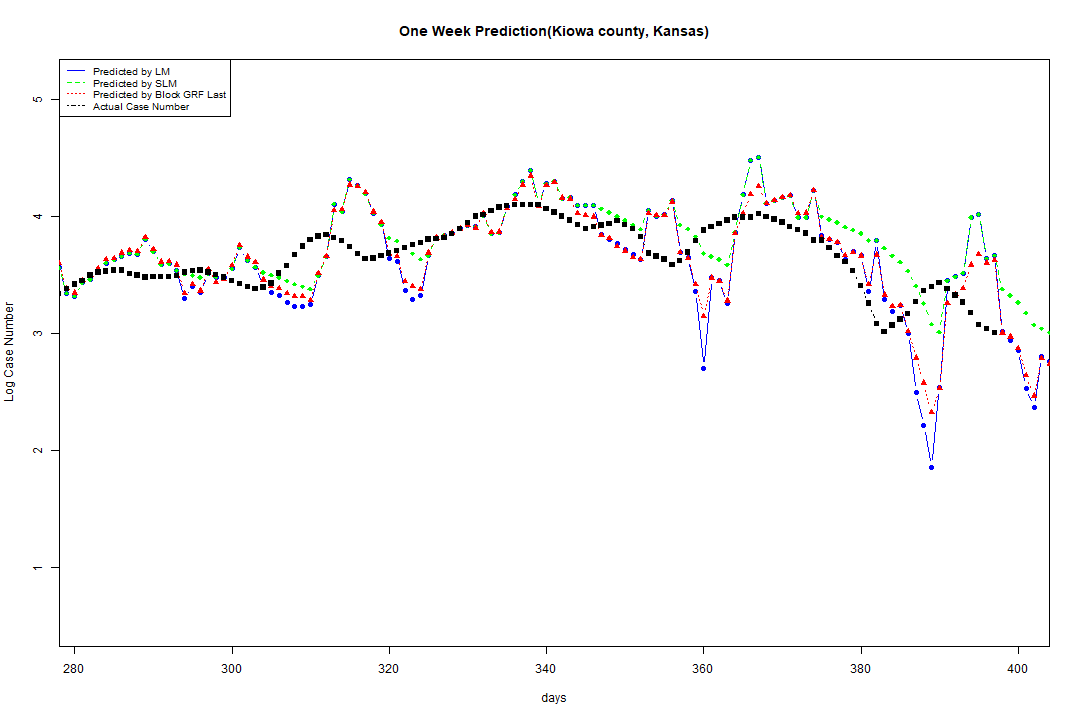 One Week Prediction(Kiowa county, Kansas)
Predicted by LM
Predicted by SLM
Predicted by Block GRF Last
Actual Case Number
Log Case Number
5
4
3
2
1
280 300 320 340 360 380 400
days